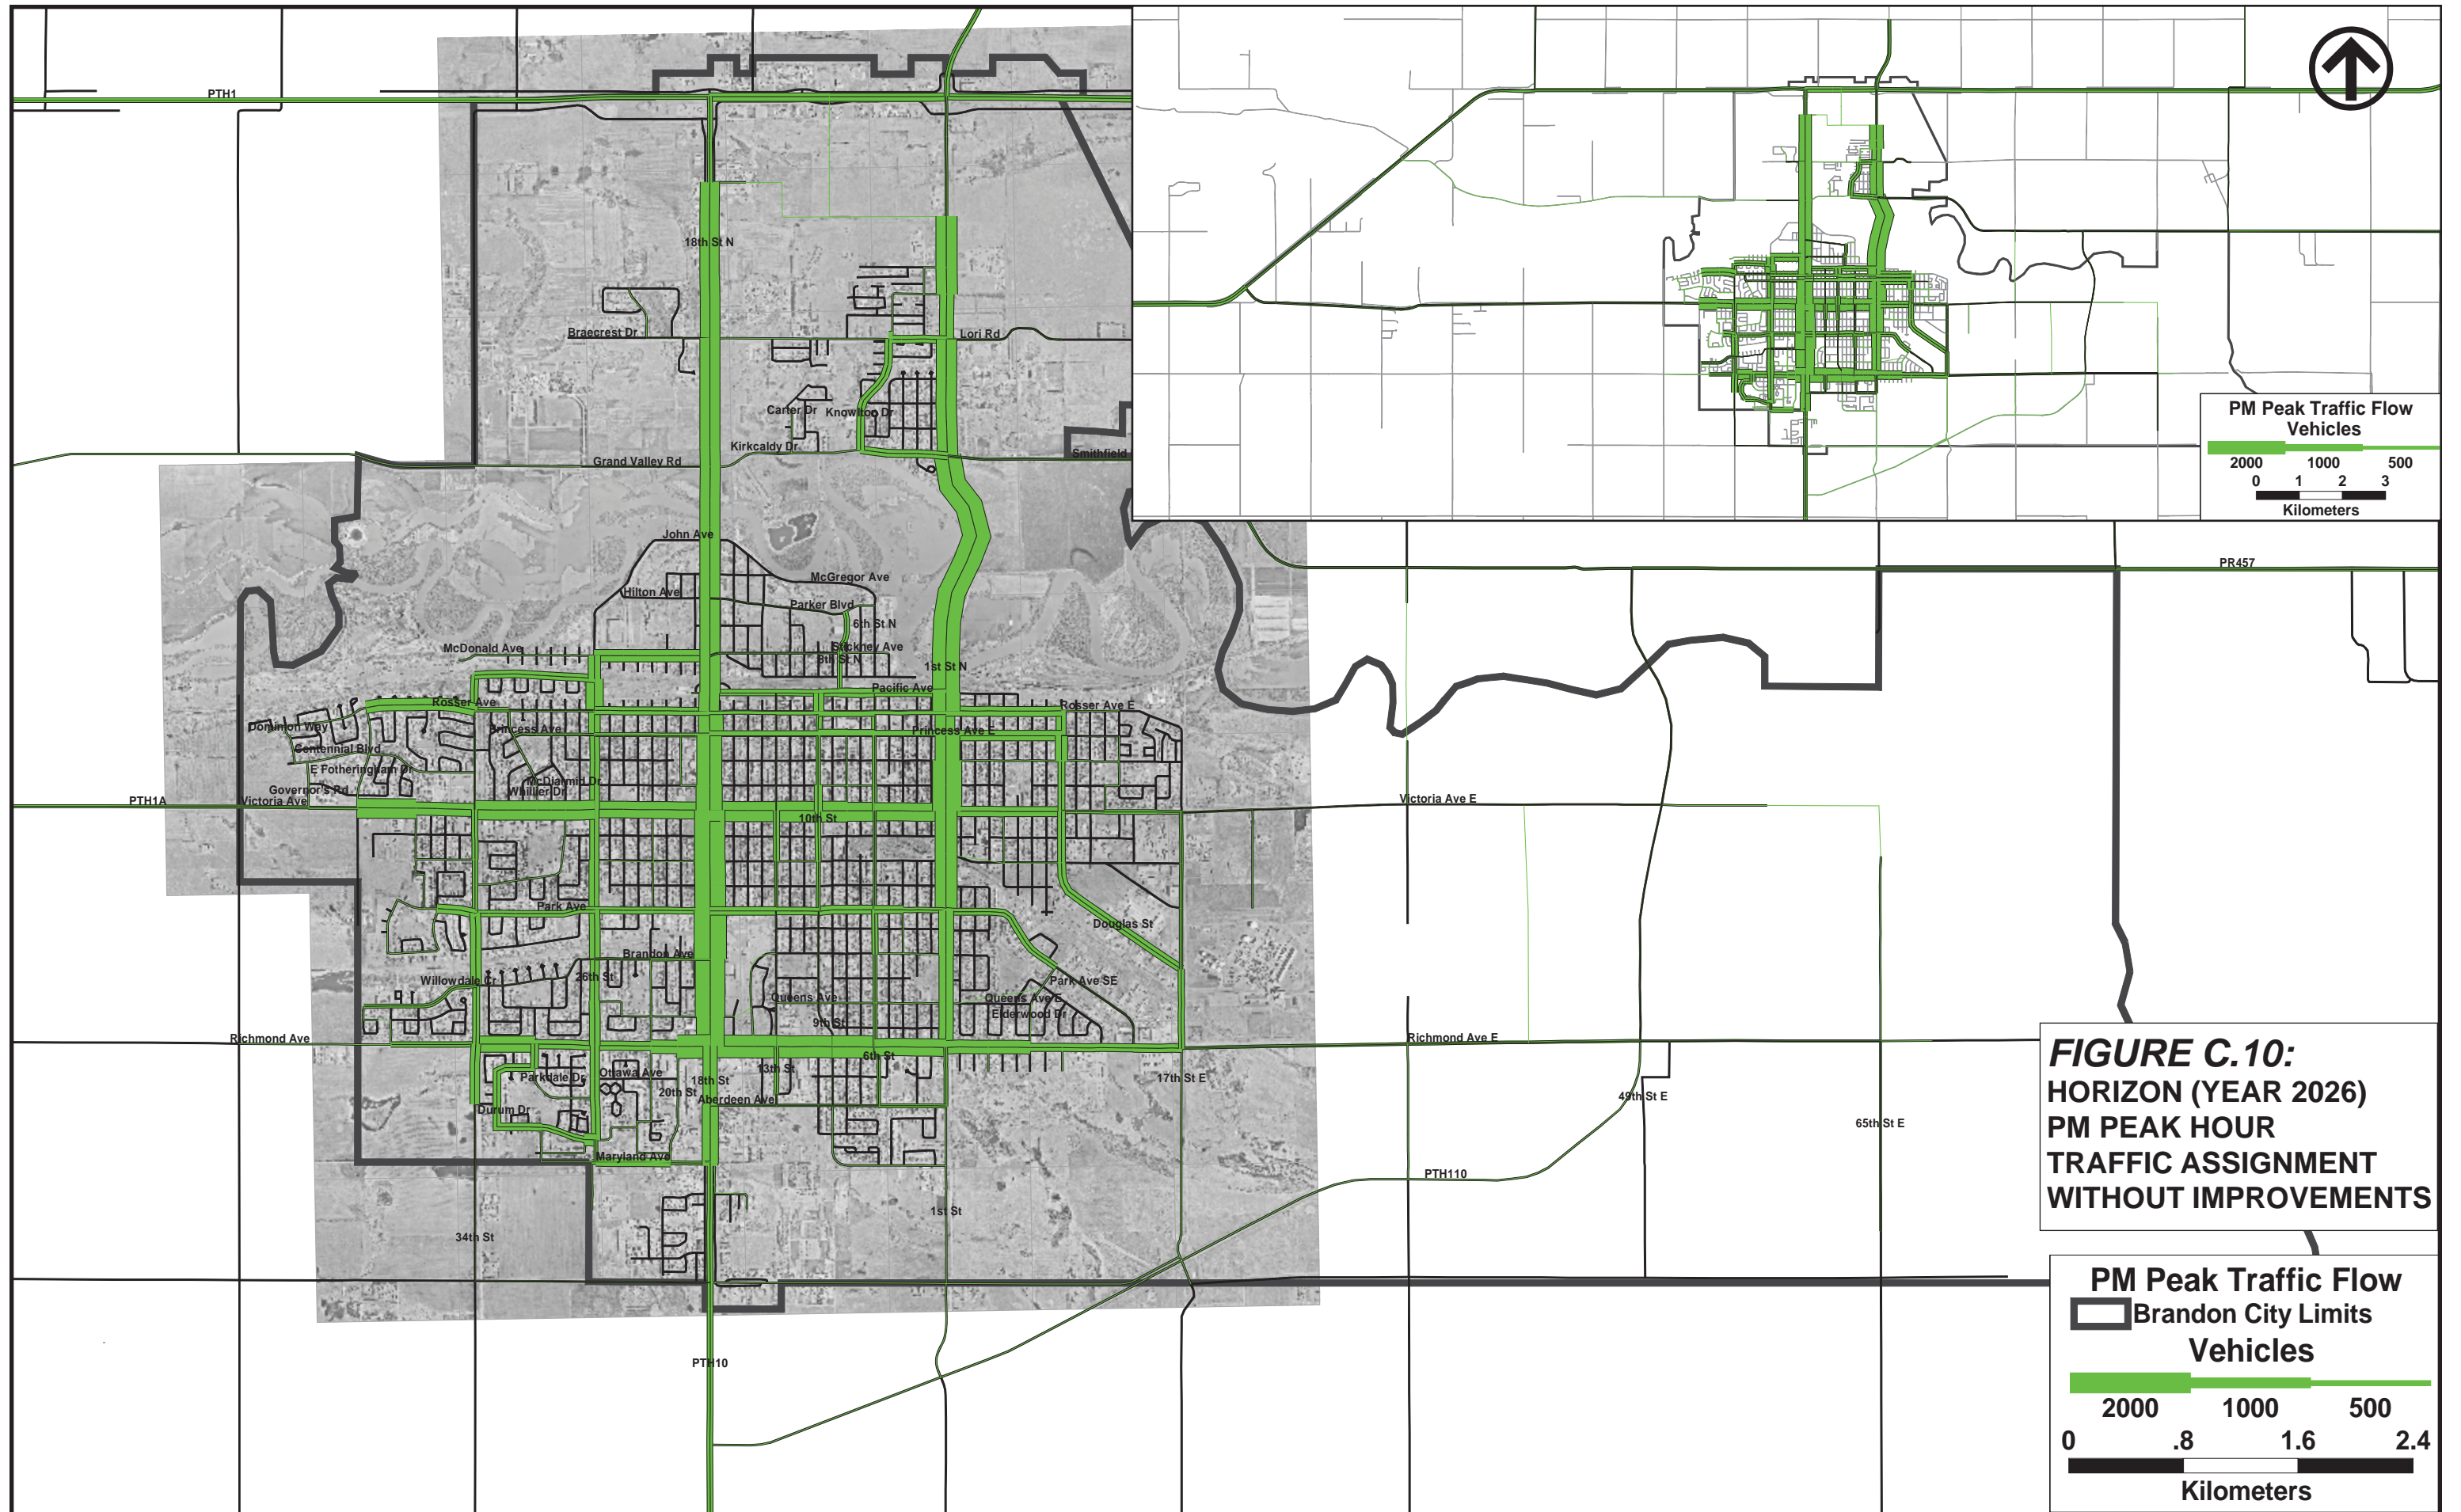 PTH1
18th St N
Braecrest Dr
Lori Rd
Carter Dr
Knowlton Dr
Kirkcaldy Dr
Grand Valley Rd
Smithfield
PM Peak Traffic Flow
Vehicles
2000 1000 500
0 1 2 3
Kilometers
John Ave
McGregor Ave
Hilton Ave
Parker Blvd
6th St N
Stickney Ave
8th St N
McDonald Ave
1st St N
Pacific Ave
Rosser Ave
Rosser Ave E
Dominion Way
Princess Ave
Princess Ave E
Centennial Blvd
E Fotheringham Dr
McDiarmid Dr
Governor's Rd
Whillier Dr
PTH1A
Victoria Ave
Victoria Ave E
10th St
PR457
Park Ave
Douglas St
Brandon Ave
26th St
Willowdale Cr
Park Ave SE
Queens Ave
Queens Ave E
Elderwood Dr
9th St
Richmond Ave
Richmond Ave E
6th St
13th St
Ottawa Ave
Parkdale Dr
18th St
20th St
17th St E
Aberdeen Ave
Durum Dr
49th St E
65th St E
Maryland Ave
PTH110
1st St
34th St
PTH10
FIGURE C.10:
HORIZON (YEAR 2026)
PM PEAK HOUR
TRAFFIC ASSIGNMENT
WITHOUT IMPROVEMENTS
PM Peak Traffic Flow
Brandon City Limits
Vehicles
2000 1000 500
0 .8 1.6 2.4
Kilometers